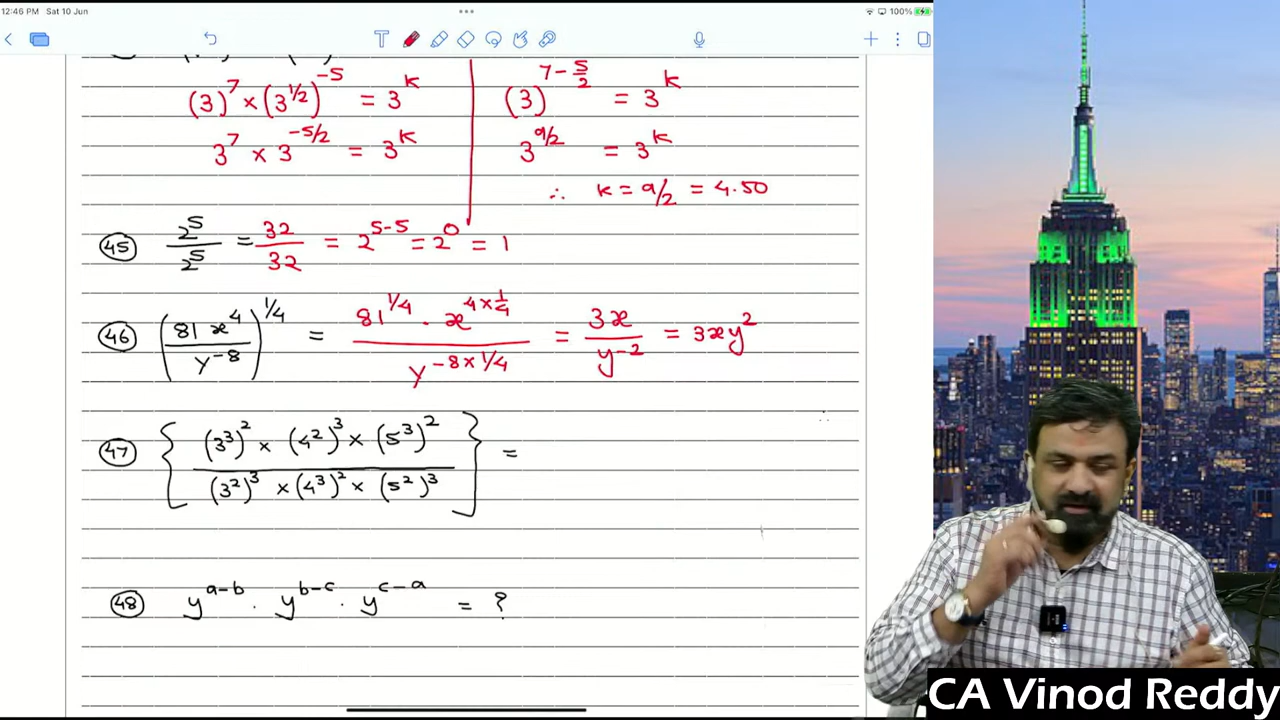 12:46 PM Sat 10 Jun
100%
(3)^7 × (3^1/2)^-5 = 3^k
3^7 × 3^-5/2 = 3^k
(3)^7-5/2 = 3^k
3^9/2 = 3^k
∴ k = 9/2 = 4.50
45 2^5/2^5 = 32/32 = 2^5-5 = 2^0 = 1
46 (81 x^4 / y^-8)^1/4 = 81^1/4 · x^4×1/4 / y^-8×1/4 = 3x / y^-2 = 3xy^2
47 { (3^3)^2 × (4^2)^3 × (5^3)^2 / (3^2)^3 × (4^3)^2 × (5^2)^3 } =
48 y^a-b · y^b-c · y^c-a = ?
CA Vinod Reddy